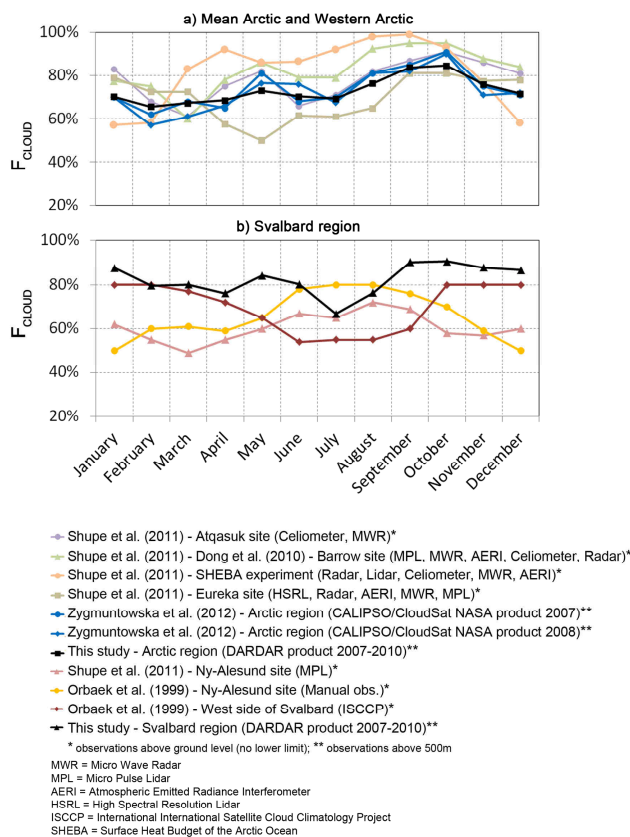 a) Mean Arctic and Western Arctic
100%
80%
60%
40%
20%
F CLOUD
b) Svalbard region
100%
80%
60%
40%
20%
F CLOUD
January
February
March
April
May
June
July
August
September
October
November
December
Shupe et al. (2011) - Atqasuk site (Celiometer, MWR)*
Shupe et al. (2011) - Dong et al. (2010) - Barrow site (MPL, MWR, AERI, Celiometer, Radar)*
Shupe et al. (2011) - SHEBA experiment (Radar, Lidar, Celiometer, MWR, AERI)*
Shupe et al. (2011) - Eureka site (HSRL, Radar, AERI, MWR, MPL)*
Zygmuntowska et al. (2012) - Arctic region (CALIPSO/CloudSat NASA product 2007)**
Zygmuntowska et al. (2012) - Arctic region (CALIPSO/CloudSat NASA product 2008)**
This study - Arctic region (DARDAR product 2007-2010)**
Shupe et al. (2011) - Ny-Alesund site (MPL)*
Orbaek et al. (1999) - Ny-Alesund site (Manual obs.)*
Orbaek et al. (1999) - West side of Svalbard (ISCCP)*
This study - Svalbard region (DARDAR product 2007-2010)**
* observations above ground level (no lower limit); ** observations above 500m
MWR = Micro Wave Radar
MPL = Micro Pulse Lidar
AERI = Atmospheric Emitted Radiance Interferometer
HSRL = High Spectral Resolution Lidar
ISCCP = International International Satellite Cloud Climatology Project
SHEBA = Surface Heat Budget of the Arctic Ocean